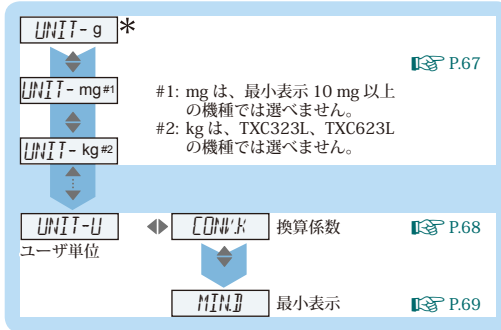 UNIT- g *
☞ P.67
UNIT- mg #1
#1: mg は、最小表示 10 mg 以上
の機種では選べません。
#2: kg は、TXC323L、TXC623L
の機種では選べません。
UNIT- kg #2
UNIT-U
CONV.K
換算係数
☞ P.68
ユーザ単位
MIN.D
最小表示
☞ P.69